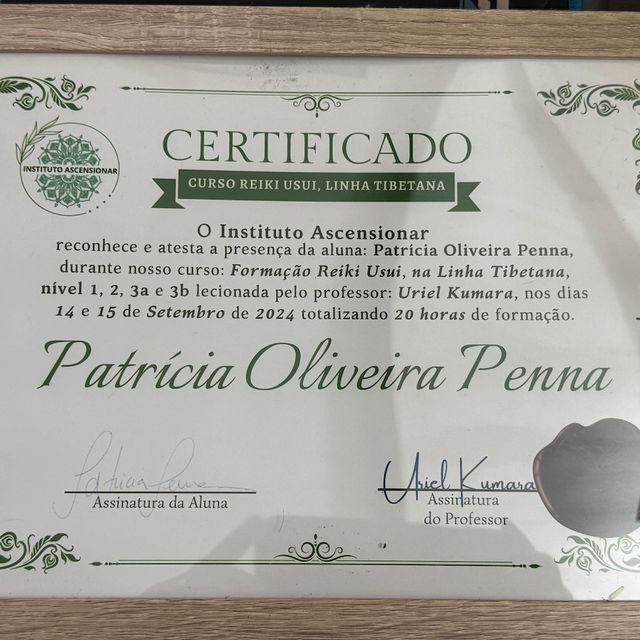 INSTITUTO ASCENSIONAR
CERTIFICADO
CURSO REIKI USUI, LINHA TIBETANA
O Instituto Ascensionar
reconhece e atesta a presença da aluna: Patrícia Oliveira Penna,
durante nosso curso: Formação Reiki Usui, na Linha Tibetana,
nível 1, 2, 3a e 3b lecionada pelo professor: Uriel Kumara, nos dias
14 e 15 de Setembro de 2024 totalizando 20 horas de formação.
Patrícia Oliveira Penna
Uriel Kumara
Assinatura da Aluna
Assinatura
do Professor